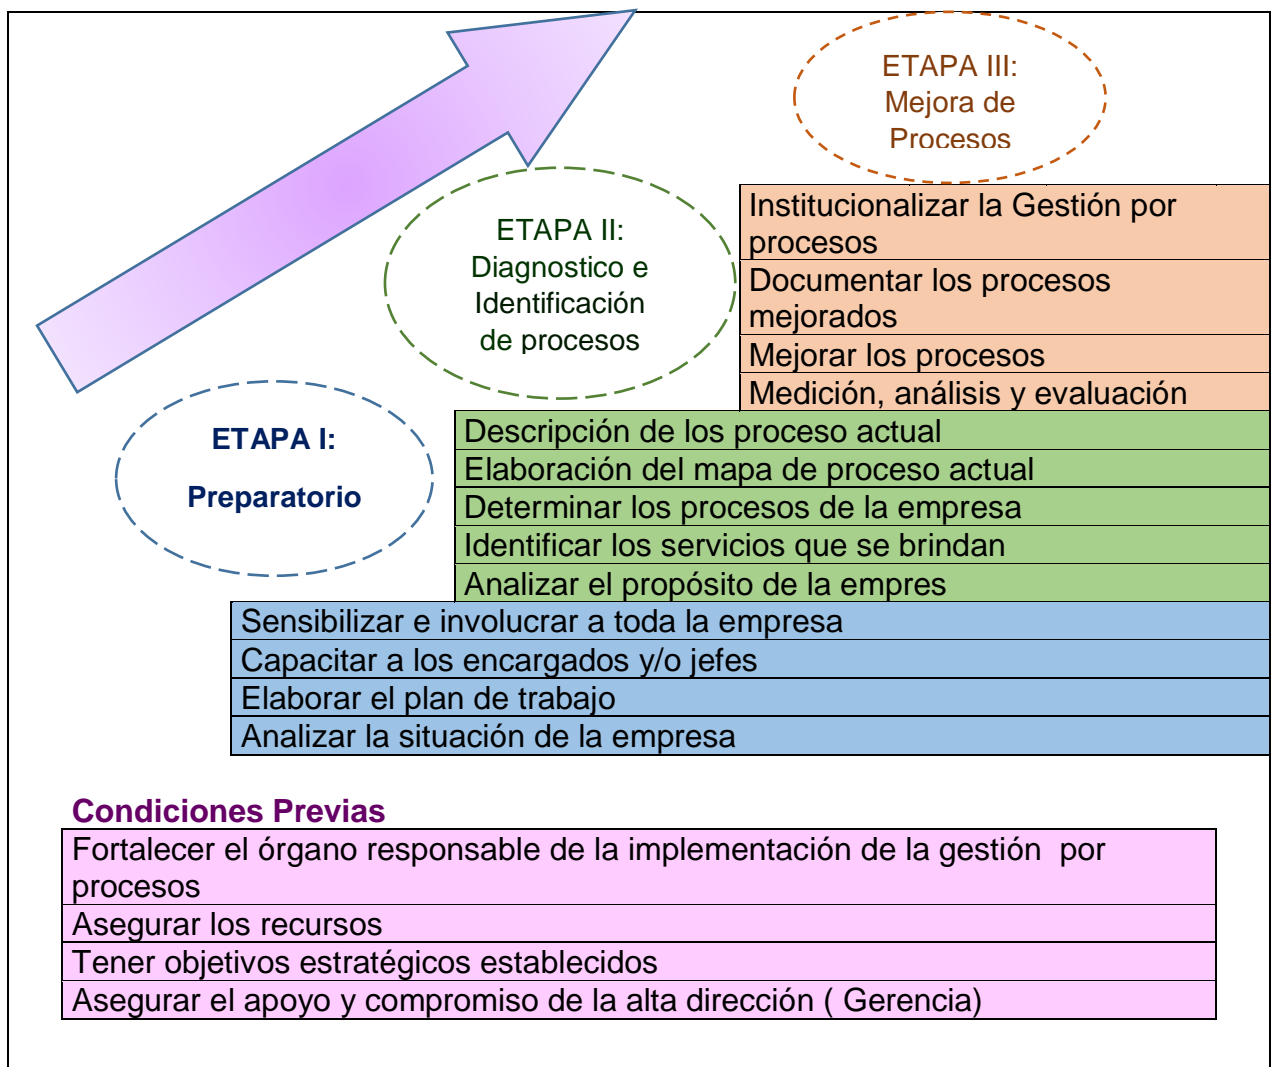 ETAPA III:
Mejora de
Procesos
Institucionalizar la Gestión por
procesos
Documentar los procesos
mejorados
Mejorar los procesos
Medición, análisis y evaluación
ETAPA II:
Diagnostico e
Identificación
de procesos
Descripción de los proceso actual
Elaboración del mapa de proceso actual
Determinar los procesos de la empresa
Identificar los servicios que se brindan
Analizar el propósito de la empres
ETAPA I:
Preparatorio
Sensibilizar e involucrar a toda la empresa
Capacitar a los encargados y/o jefes
Elaborar el plan de trabajo
Analizar la situación de la empresa
Condiciones Previas
Fortalecer el órgano responsable de la implementación de la gestión  por
procesos
Asegurar los recursos
Tener objetivos estratégicos establecidos
Asegurar el apoyo y compromiso de la alta dirección ( Gerencia)